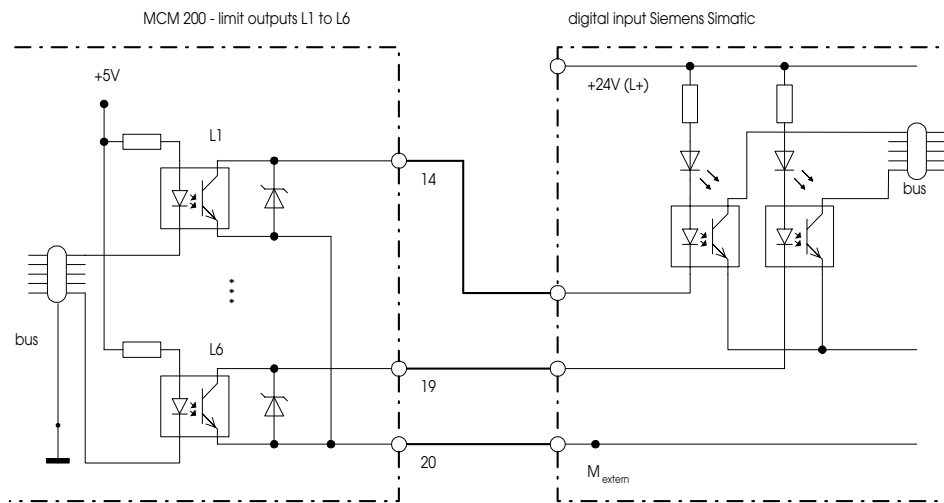 MCM 200 - limit outputs L1 to L6
digital input Siemens Simatic
+5V
+24V (L+)
L1
14
bus
***
bus
L6
19
20
M extern